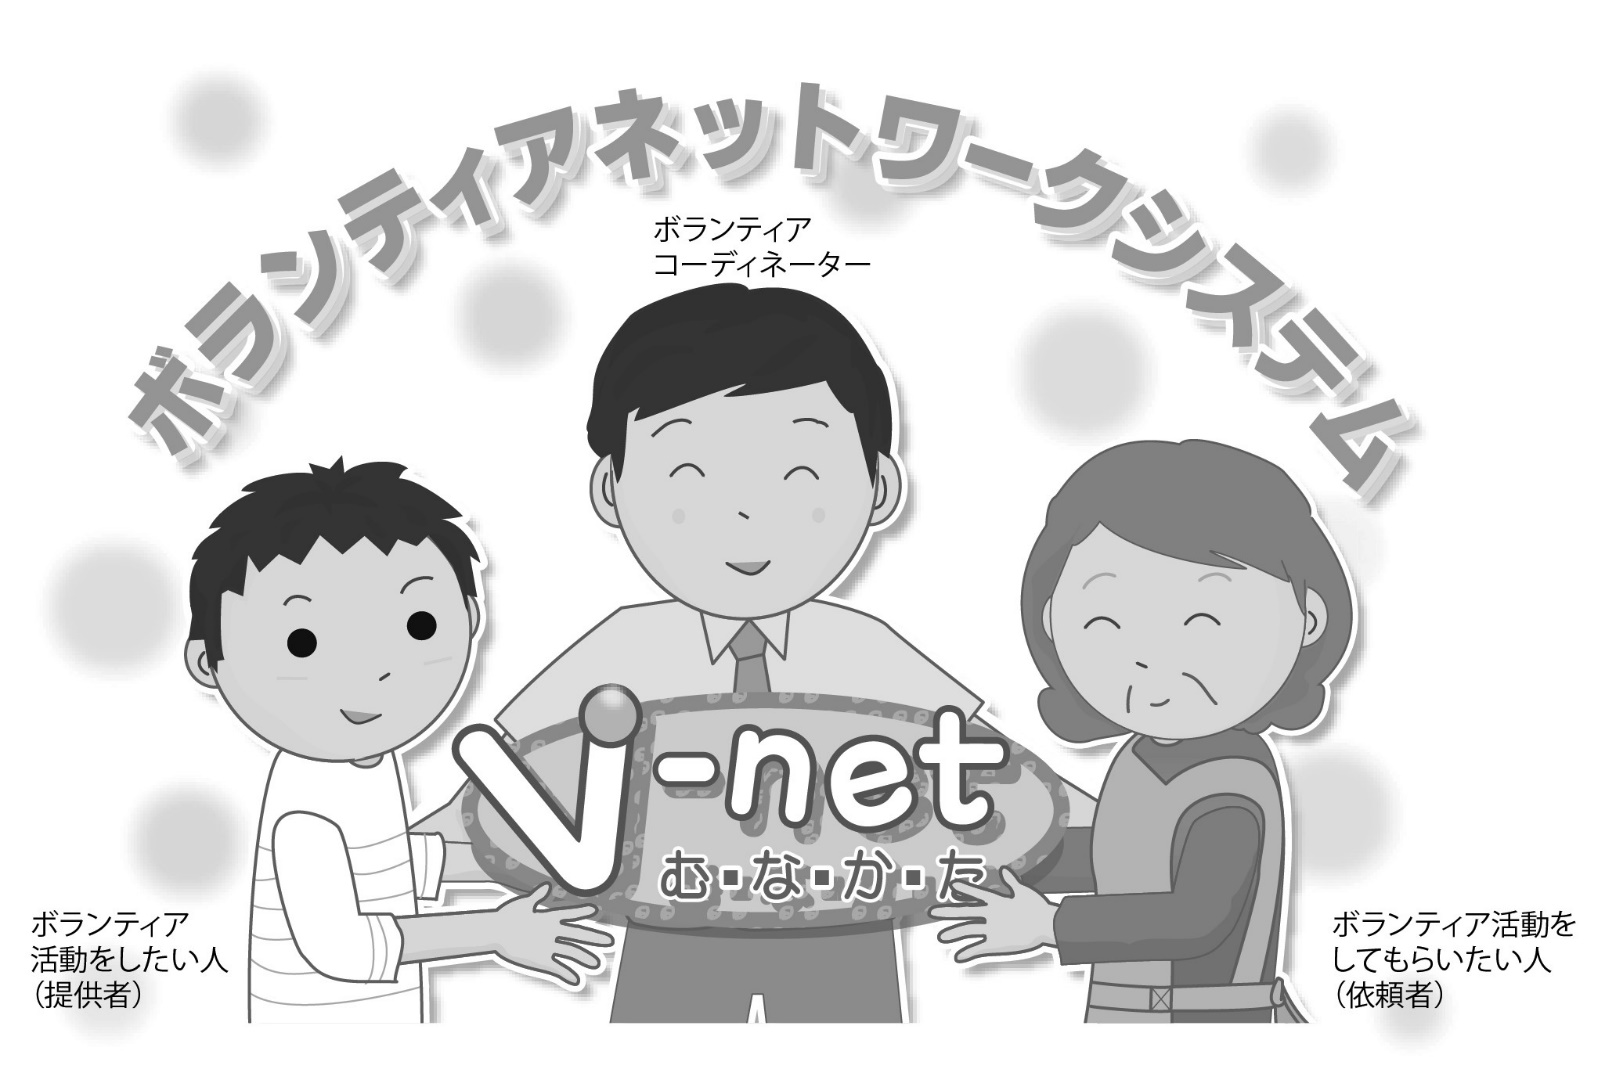 ボランティアネットワークシステム
ボランティア
コーディネーター
V-net
む・な・か・た
ボランティア
活動をしたい人
（提供者）
ボランティア活動を
してもらいたい人
（依頼者）